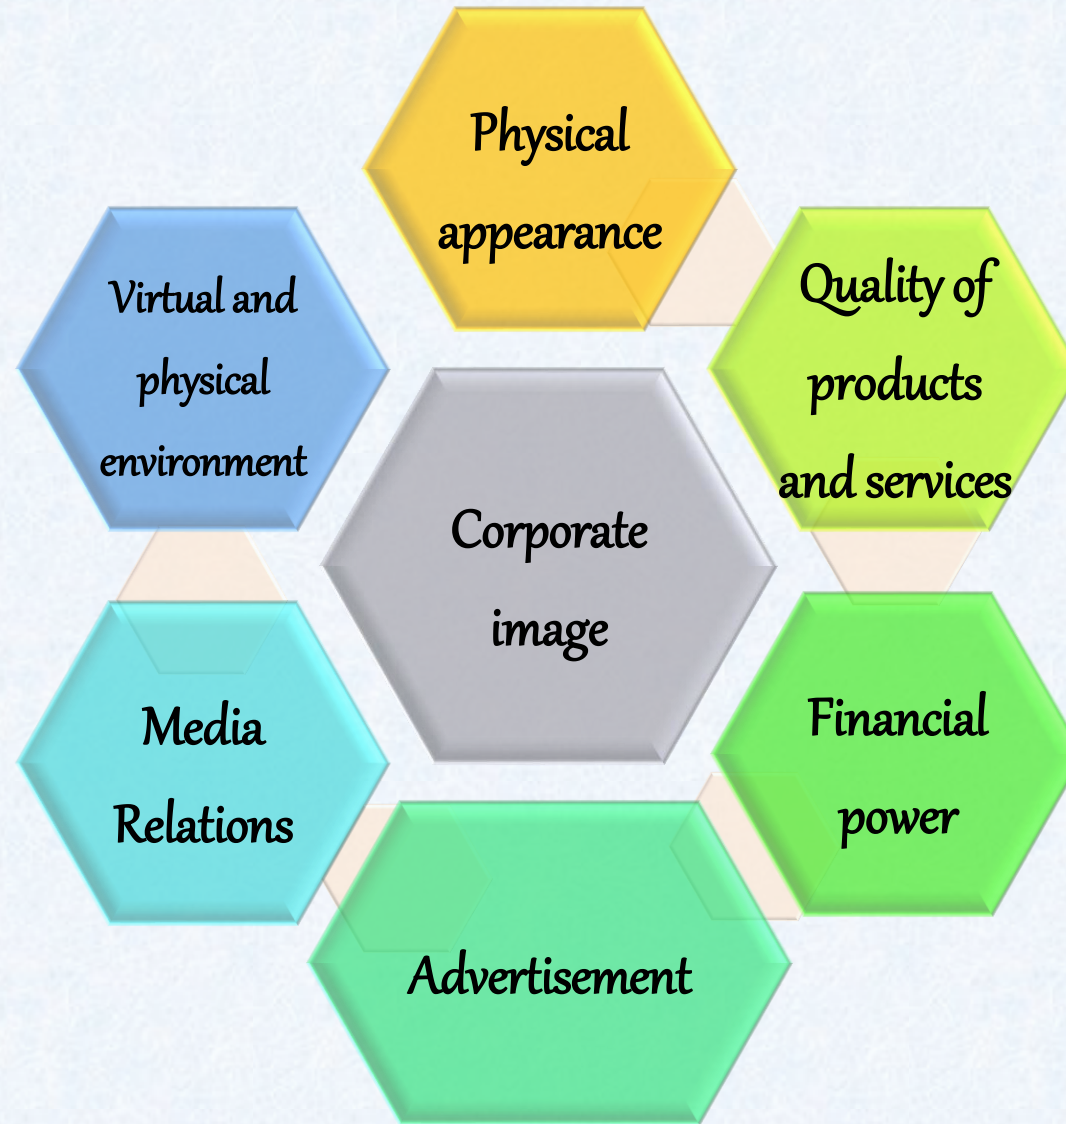 Physical
appearance
Quality of
products
and services
Financial
power
Advertisement
Media
Relations
Virtual and
physical
environment
Corporate
image